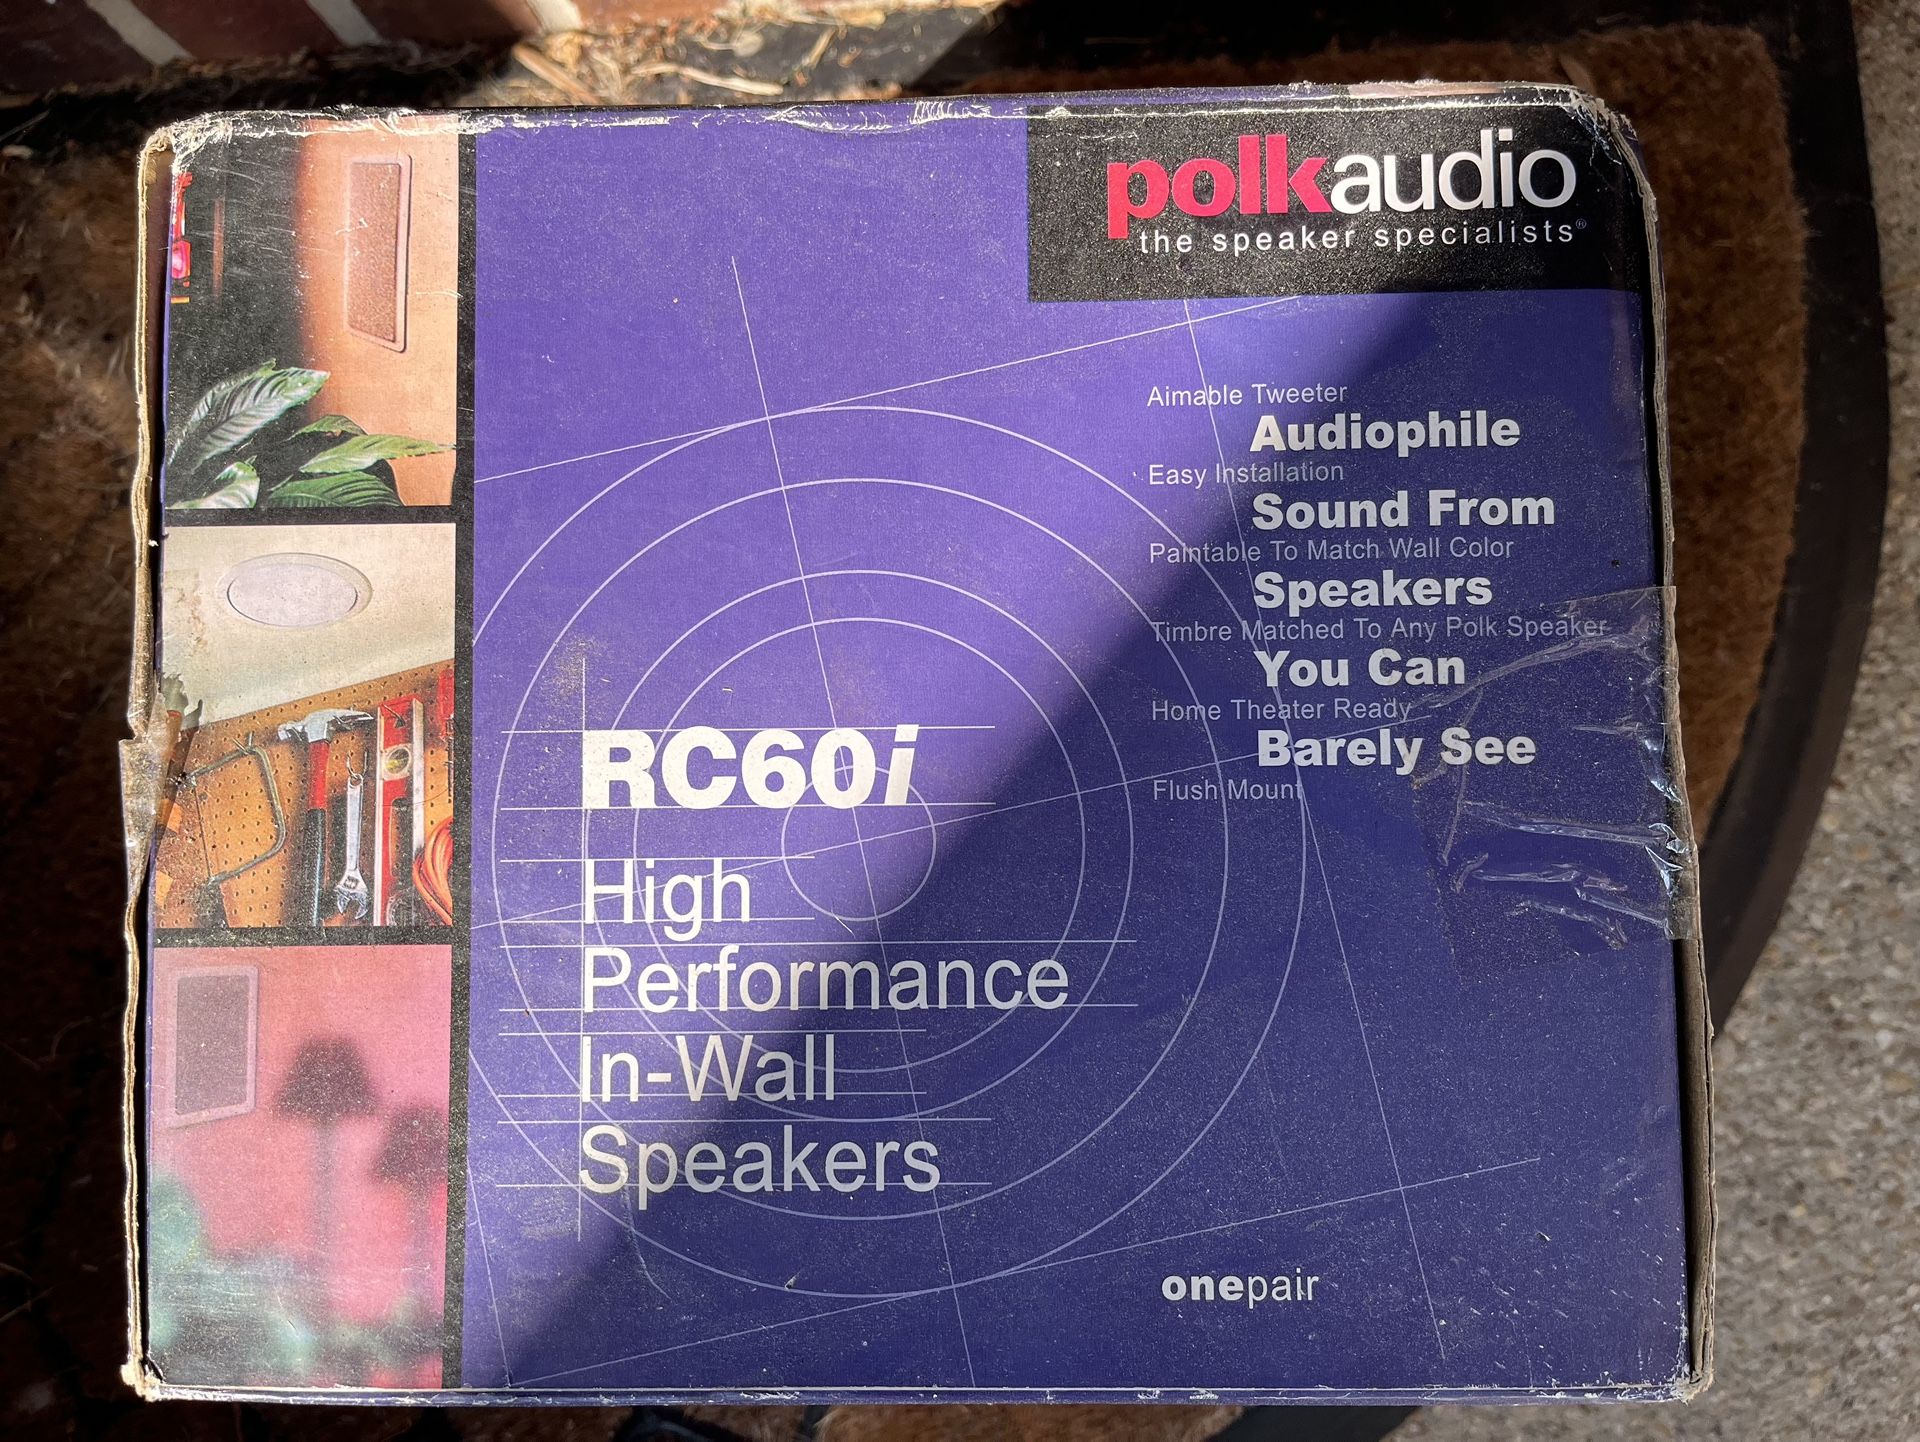 polkaudio
the speaker specialists®
Aimable Tweeter
Audiophile
Easy Installation
Sound From
Paintable To Match Wall Color
Speakers
Timbre Matched To Any Polk Speaker
You Can
Home Theater Ready
Barely See
Flush Mount
RC60i
High
Performance
In-Wall
Speakers
onepair